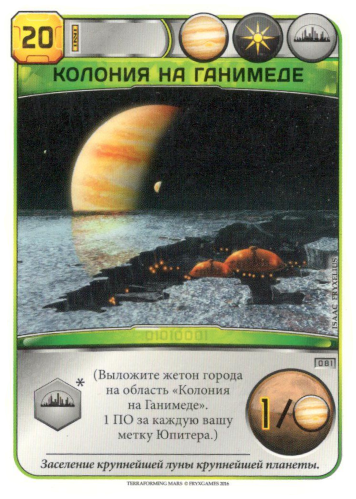 20
КОЛОНИЯ НА ГАНИМЕДЕ
ISAAC FRYXELIUS
01010001
081
(Выложите жетон города
на область «Колония
на Ганимеде».
1 ПО за каждую вашу
метку Юпитера.)
*
1 /
Заселение крупнейшей луны крупнейшей планеты.
TERRAFORMING MARS © FRYXGAMES 2016